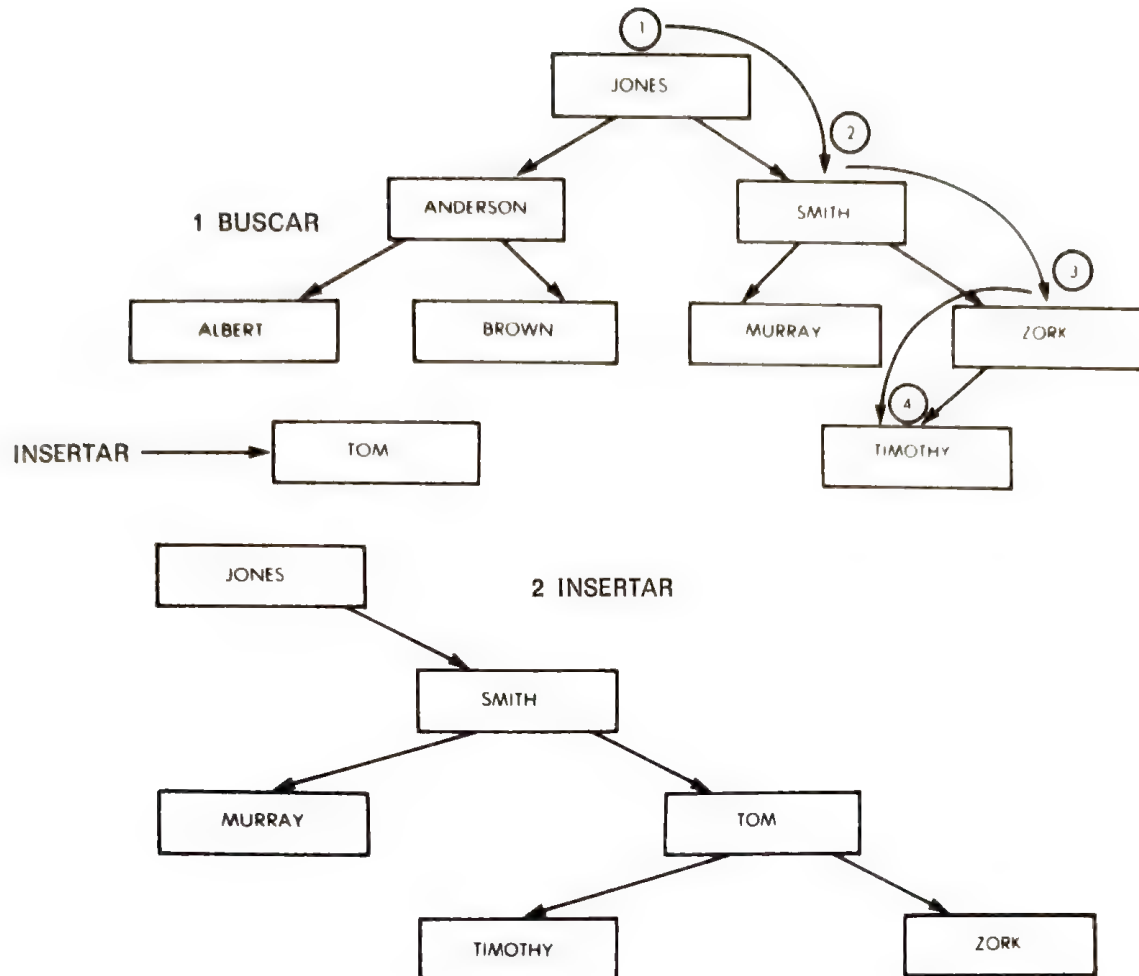 1
JONES
2
ANDERSON
SMITH
1 BUSCAR
3
ALBERT
BROWN
MURRAY
ZORK
4
INSERTAR
TOM
TIMOTHY
JONES
2 INSERTAR
SMITH
MURRAY
TOM
TIMOTHY
ZORK